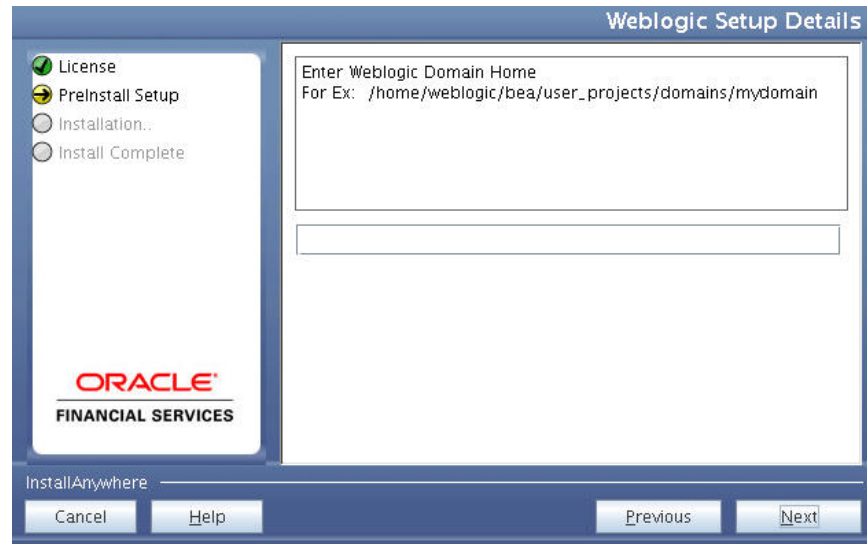 Weblogic Setup Details
License
PreInstall Setup
Installation..
Install Complete
Enter Weblogic Domain Home
For Ex: /home/weblogic/bea/user_projects/domains/mydomain
ORACLE
FINANCIAL SERVICES
InstallAnywhere
Cancel
Help
Previous
Next